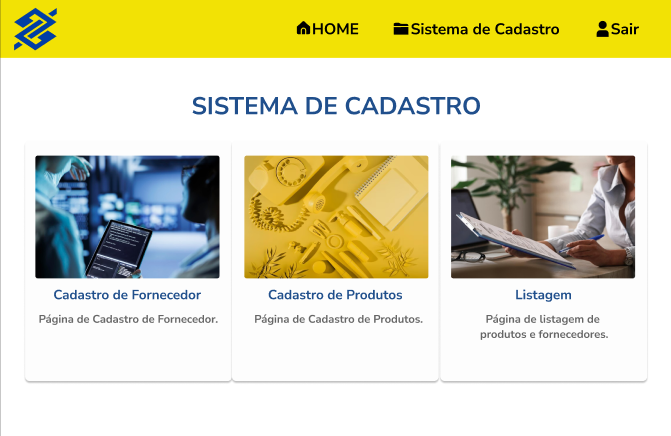 HOME
Sistema de Cadastro
Sair
SISTEMA DE CADASTRO
Cadastro de Fornecedor
Página de Cadastro de Fornecedor.
Cadastro de Produtos
Página de Cadastro de Produtos.
Listagem
Página de listagem de
produtos e fornecedores.